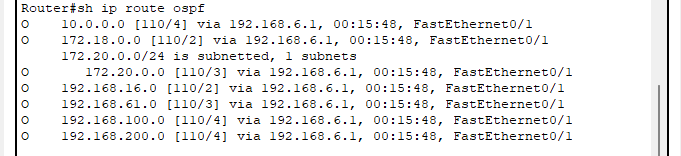 Router#sh ip route ospf
O    10.0.0.0 [110/4] via 192.168.6.1, 00:15:48, FastEthernet0/1
O    172.18.0.0 [110/2] via 192.168.6.1, 00:15:48, FastEthernet0/1
     172.20.0.0/24 is subnetted, 1 subnets
O       172.20.0.0 [110/3] via 192.168.6.1, 00:15:48, FastEthernet0/1
O    192.168.16.0 [110/2] via 192.168.6.1, 00:15:48, FastEthernet0/1
O    192.168.61.0 [110/3] via 192.168.6.1, 00:15:48, FastEthernet0/1
O    192.168.100.0 [110/4] via 192.168.6.1, 00:15:48, FastEthernet0/1
O    192.168.200.0 [110/4] via 192.168.6.1, 00:15:48, FastEthernet0/1